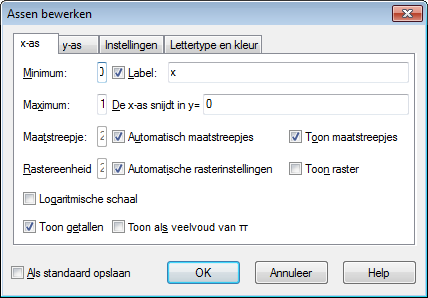 Assen bewerken
x-as y-as Instellingen Lettertype en kleur
Minimum: 0 Label: x
Maximum: 1 De x-as snijdt in y= 0
Maatstreepje: 2 Automatisch maatstreepjes Toon maatstreepjes
Rastereenheid 2 Automatische rasterinstellingen Toon raster
Logaritmische schaal
Toon getallen Toon als veelvoud van π
Als standaard opslaan OK Annuleer Help